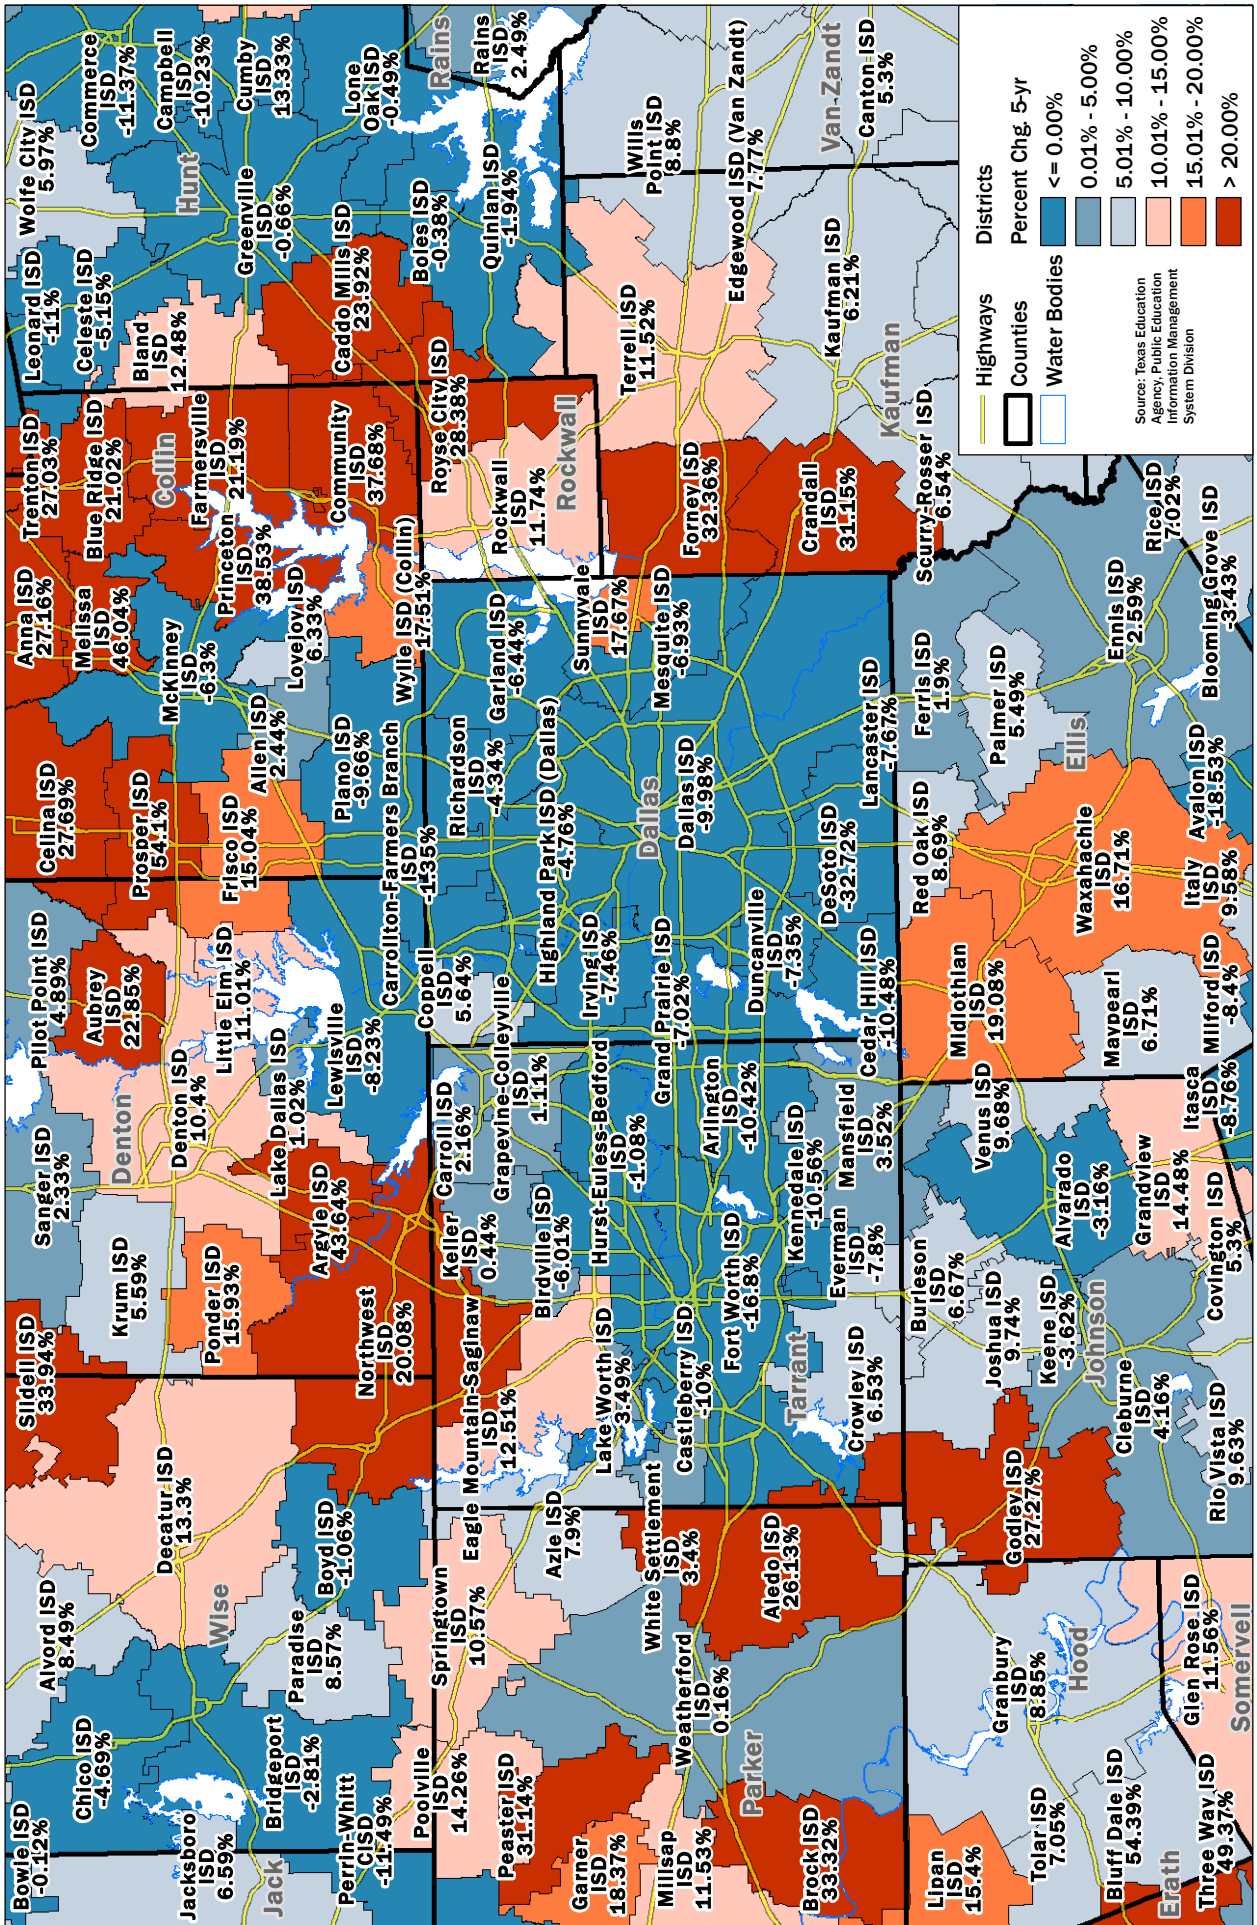 Bowie ISD
-0.12%
Chico ISD
-4.69%
Alvord ISD
8.49%
Decatur ISD
13.3%
Slidell ISD
33.94%
Krum ISD
5.59%
Sanger ISD
2.33%
Denton
Pilot Point ISD
4.89%
Aubrey
ISD
22.85%
Celina ISD
27.69%
Prosper ISD
54.1%
Anna ISD
27.16%
Melissa
ISD
46.04%
Trenton ISD
27.03%
Blue Ridge ISD
21.02%
Collin
Leonard ISD
-11%
Celeste ISD
-5.15%
Bland
ISD
12.48%
Wolfe City ISD
5.97%
Hunt
Commerce
ISD
-11.37%
Campbell
ISD
-10.23%
Cumby
ISD
13.33%
Jacksboro
ISD
6.59%
Jack
Bridgeport
ISD
-2.81%
Wise
Paradise
ISD
8.57%
Boyd ISD
-1.06%
Ponder ISD
15.93%
Denton ISD
10.4%
Little Elm ISD
11.01%
Frisco ISD
15.04%
Allen ISD
2.44%
McKinney
ISD
-6.3%
Princeton
ISD
38.53%
Lovejoy ISD
6.33%
Farmersville
ISD
21.19%
Community
ISD
37.68%
Greenville
ISD
-0.66%
Caddo Mills ISD
23.92%
Lone
Oak ISD
-0.49%
Rains
Rains
ISD
2.49%
Perrin-Whitt
CISD
-11.49%
Poolville
ISD
14.26%
Springtown
ISD
10.57%
Northwest
ISD
20.08%
Argyle ISD
43.64%
Lake Dallas ISD
1.02%
Lewisville
ISD
-8.23%
Carrollton-Farmers Branch
ISD
-1.35%
Plano ISD
-9.66%
Wylie ISD (Collin)
17.51%
Royse City ISD
28.38%
Boles ISD
-0.38%
Quinlan ISD
-1.94%
Peaster ISD
31.14%
Azle ISD
7.9%
Eagle Mountain-Saginaw
ISD
12.51%
Keller
ISD
0.44%
Carroll ISD
2.16%
Grapevine-Colleyville
ISD
1.11%
Coppell
ISD
5.64%
Richardson
ISD
-4.34%
Garland ISD
-6.44%
Rockwall
ISD
11.74%
Rockwall
Birdville ISD
-6.01%
Hurst-Euless-Bedford
ISD
-1.08%
Irving ISD
-7.46%
Highland Park ISD (Dallas)
-4.76%
Sunnyvale
ISD
17.67%
Terrell ISD
11.52%
Wills
Point ISD
8.8%
Garner
ISD
18.37%
Millsap
ISD
11.53%
Weatherford
ISD
0.16%
Parker
White Settlement
ISD
3.4%
Lake Worth ISD
-3.49%
Castleberry ISD
-10%
Fort Worth ISD
-16.8%
Tarrant
Arlington
ISD
-10.42%
Grand Prairie ISD
-7.02%
Dallas
Dallas ISD
-9.98%
Mesquite ISD
-6.93%
Forney ISD
32.36%
Edgewood ISD (Van Zandt)
7.77%
Van Zandt
Canton ISD
5.3%
Brock ISD
33.32%
Aledo ISD
26.13%
Crowley ISD
6.53%
Everman
ISD
-7.8%
Kennedale ISD
-10.56%
Mansfield
ISD
3.52%
Duncanville
ISD
-7.35%
DeSoto ISD
-32.72%
Cedar Hill ISD
-10.48%
Lancaster ISD
-7.67%
Crandall
ISD
31.15%
Kaufman ISD
6.21%
Kaufman
Lipan
ISD
15.4%
Granbury
ISD
8.85%
Hood
Godley ISD
27.27%
Joshua ISD
9.74%
Burleson
ISD
6.67%
Keene ISD
-3.62%
Johnson
Alvarado
ISD
-3.16%
Venus ISD
9.68%
Midlothian
ISD
19.08%
Red Oak ISD
8.69%
Ferris ISD
1.9%
Palmer ISD
5.49%
Ellis
Scurry-Rosser ISD
6.54%
Tolar ISD
7.05%
Bluff Dale ISD
54.39%
Erath
Three Way ISD
49.37%
Glen Rose ISD
11.56%
Somervell
Cleburne
ISD
4.16%
Rio Vista ISD
9.63%
Grandview
ISD
14.48%
Covington ISD
5.3%
Itasca
ISD
-8.76%
Maypearl
ISD
6.71%
Milford ISD
-8.4%
Waxahachie
ISD
16.71%
Italy
ISD
9.58%
Avalon ISD
-18.53%
Ennis ISD
2.59%
Blooming Grove ISD
-3.43%
Rice ISD
7.02%
Highways
Counties
Water Bodies
Source: Texas Education
Agency, Public Education
Information Management
System Division
Districts
Percent Chg. 5-yr
<= 0.00%
0.01% - 5.00%
5.01% - 10.00%
10.01% - 15.00%
15.01% - 20.00%
> 20.00%